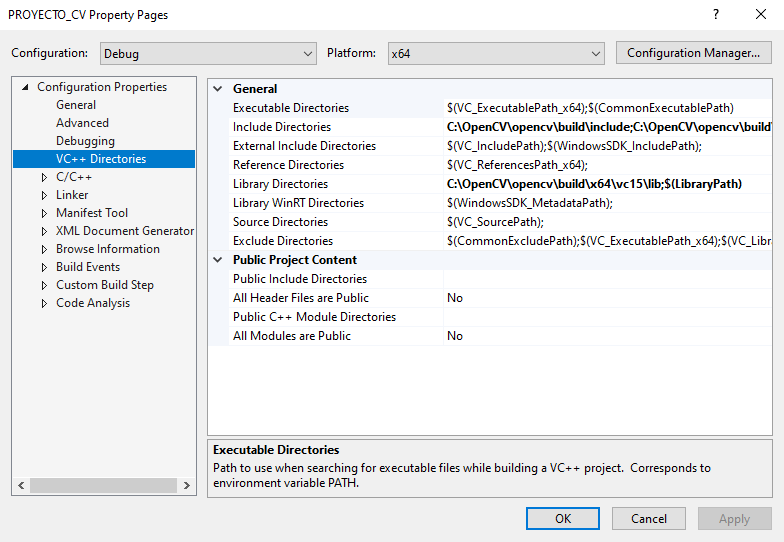 PROYECTO_CV Property Pages
Configuration: Debug Platform: x64 Configuration Manager...
Configuration Properties
General
Advanced
Debugging
VC++ Directories
C/C++
Linker
Manifest Tool
XML Document Generator
Browse Information
Build Events
Custom Build Step
Code Analysis
General
Executable Directories $(VC_ExecutablePath_x64);$(CommonExecutablePath)
Include Directories C:\OpenCV\opencv\build\include;C:\OpenCV\opencv\build\
External Include Directories $(VC_IncludePath);$(WindowsSDK_IncludePath);
Reference Directories $(VC_ReferencesPath_x64);
Library Directories C:\OpenCV\opencv\build\x64\vc15\lib;$(LibraryPath)
Library WinRT Directories $(WindowsSDK_MetadataPath);
Source Directories $(VC_SourcePath);
Exclude Directories $(CommonExcludePath);$(VC_ExecutablePath_x64);$(VC_Libr
Public Project Content
Public Include Directories
All Header Files are Public No
Public C++ Module Directories
All Modules are Public No
Executable Directories
Path to use when searching for executable files while building a VC++ project.  Corresponds to
environment variable PATH.
OK Cancel Apply